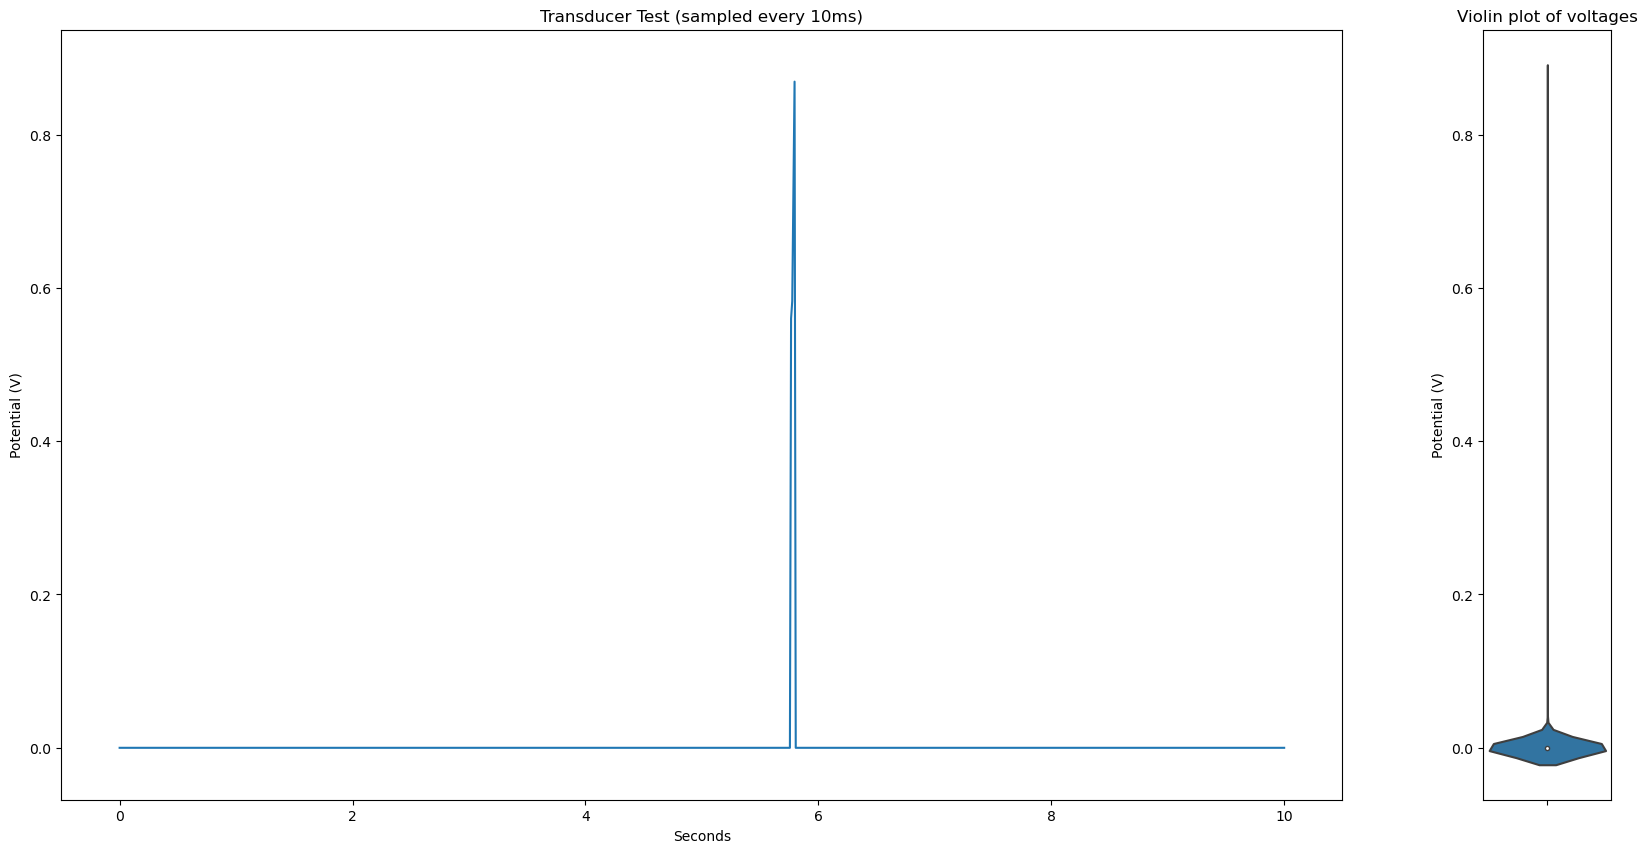 Transducer Test (sampled every 10ms)
Potential (V)
0.8
0.6
0.4
0.2
0.0
0 2 4 6 8 10
Seconds
Violin plot of voltages
Potential (V)
0.8
0.6
0.4
0.2
0.0